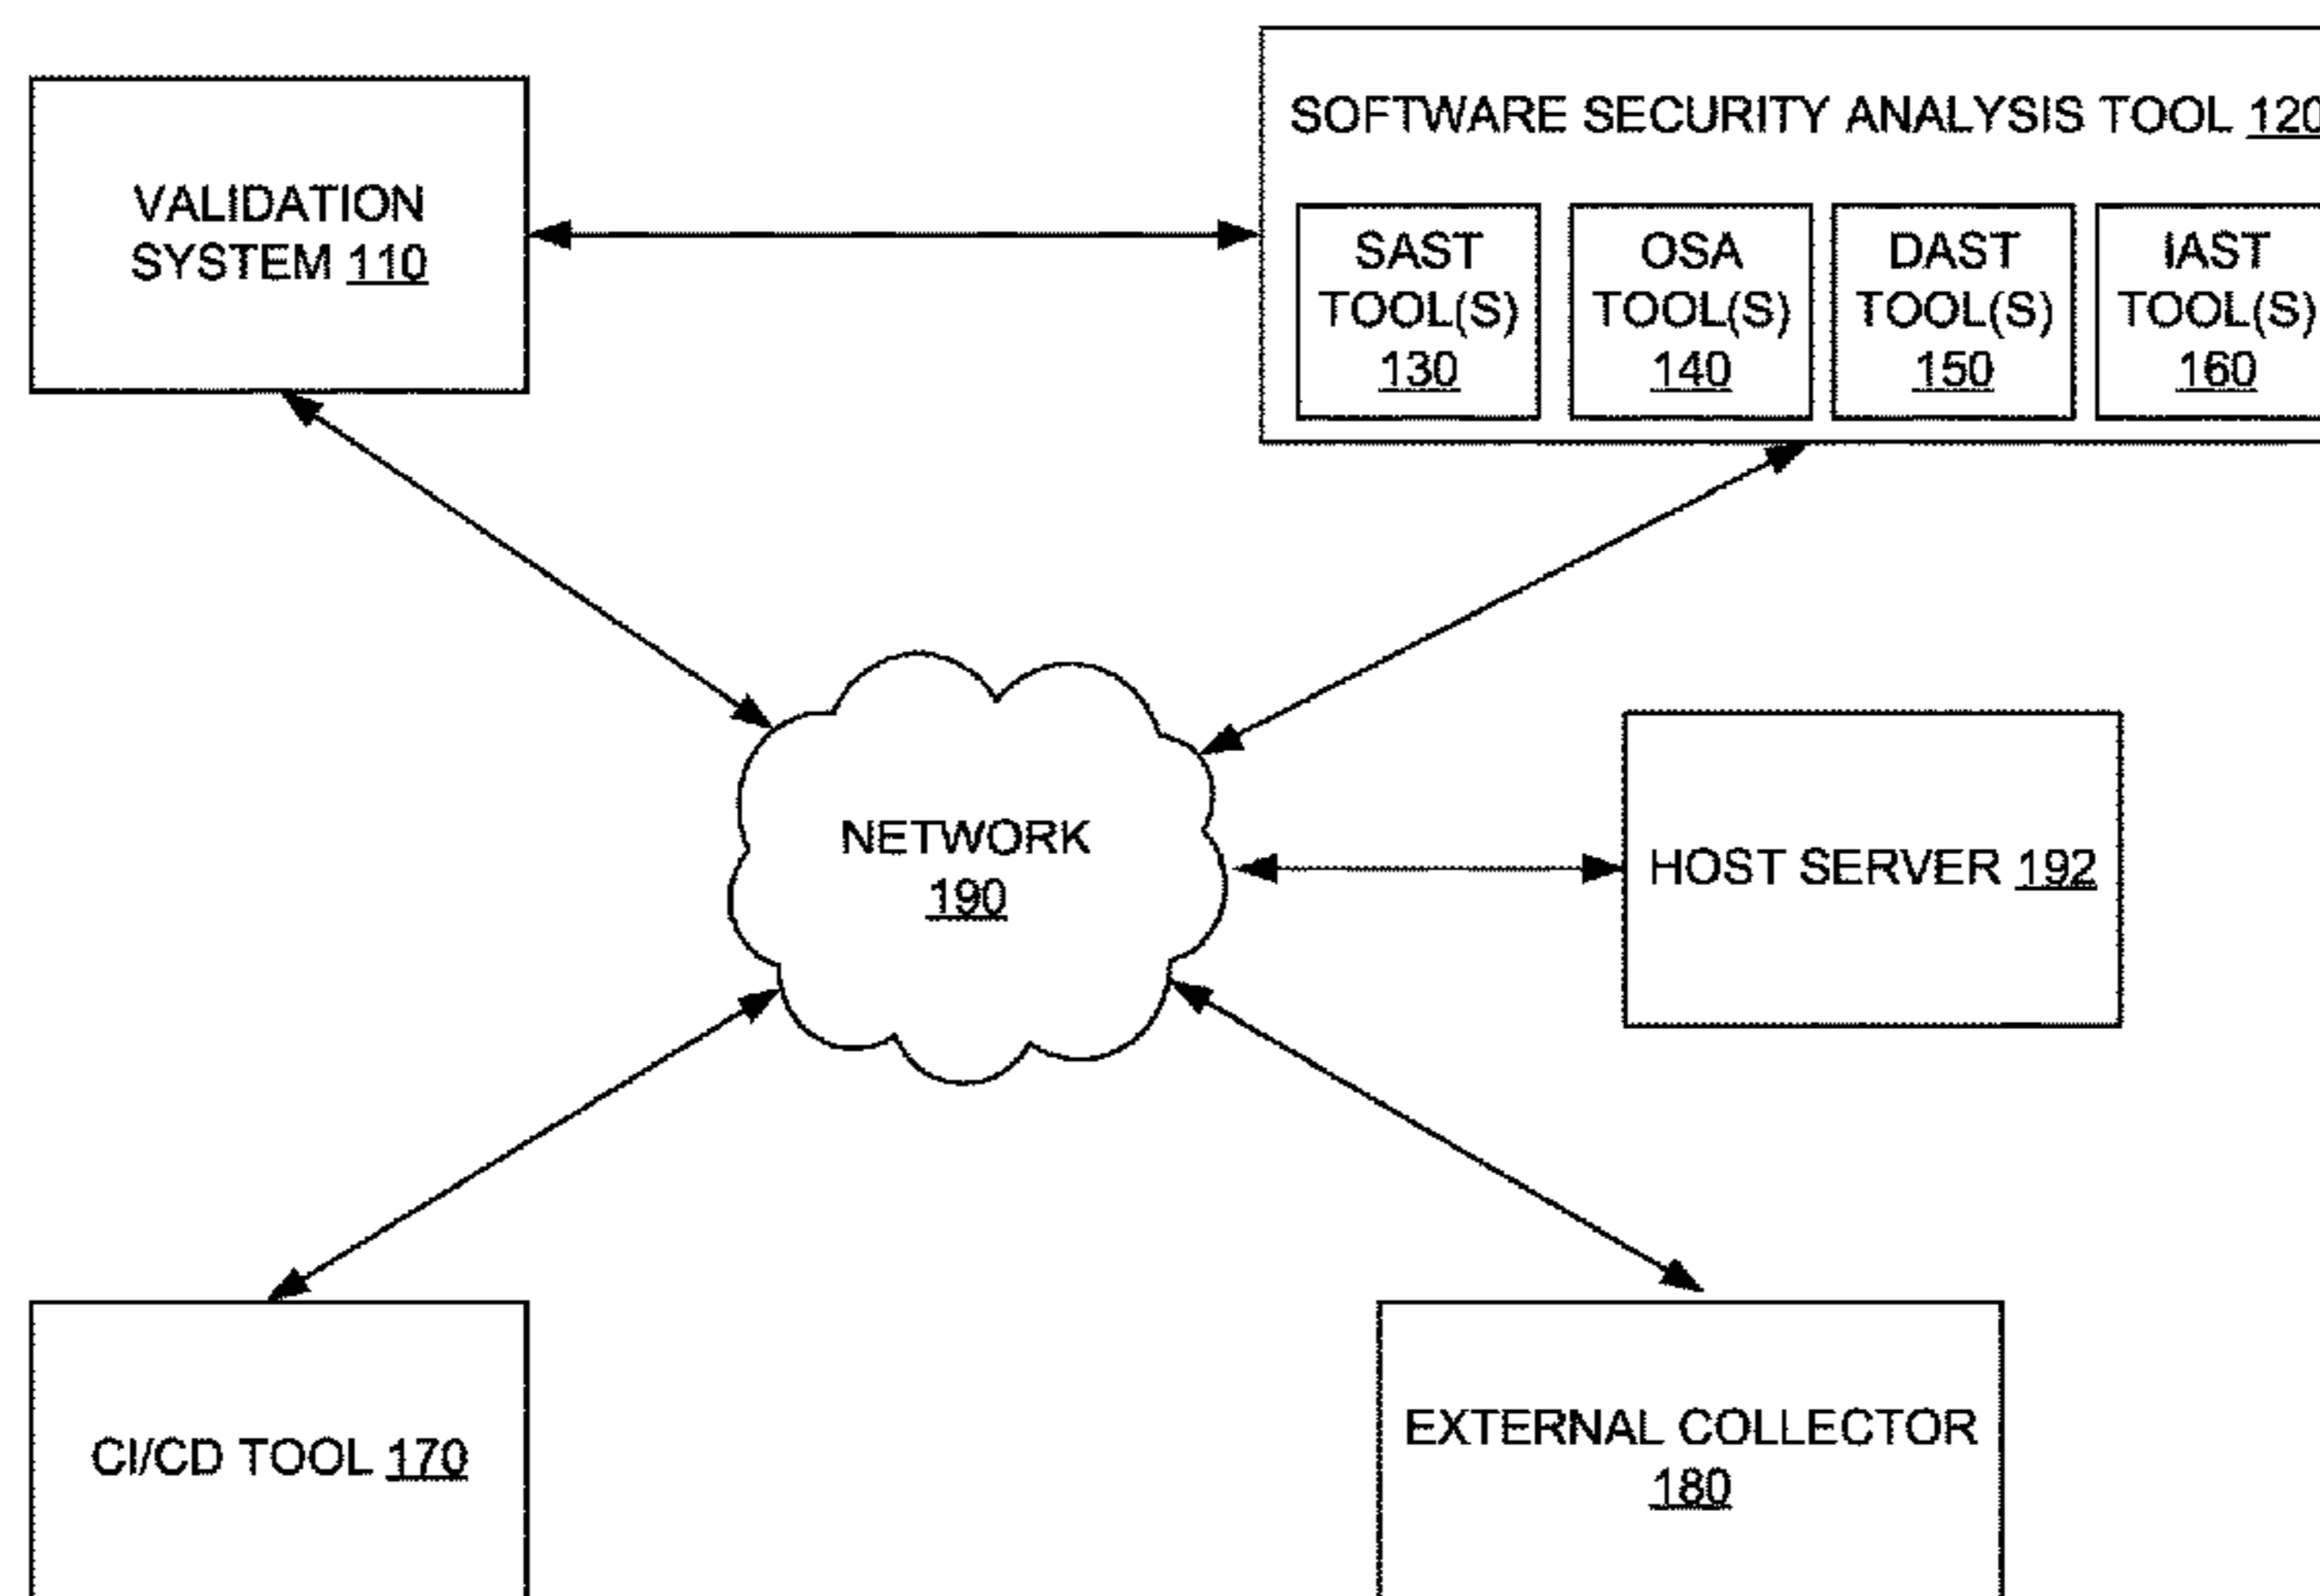 VALIDATION
SYSTEM 110
SOFTWARE SECURITY ANALYSIS TOOL 120
SAST
TOOL(S)
130
OSA
TOOL(S)
140
DAST
TOOL(S)
150
IAST
TOOL(S)
160
NETWORK
190
HOST SERVER 192
CI/CD TOOL 170
EXTERNAL COLLECTOR
180